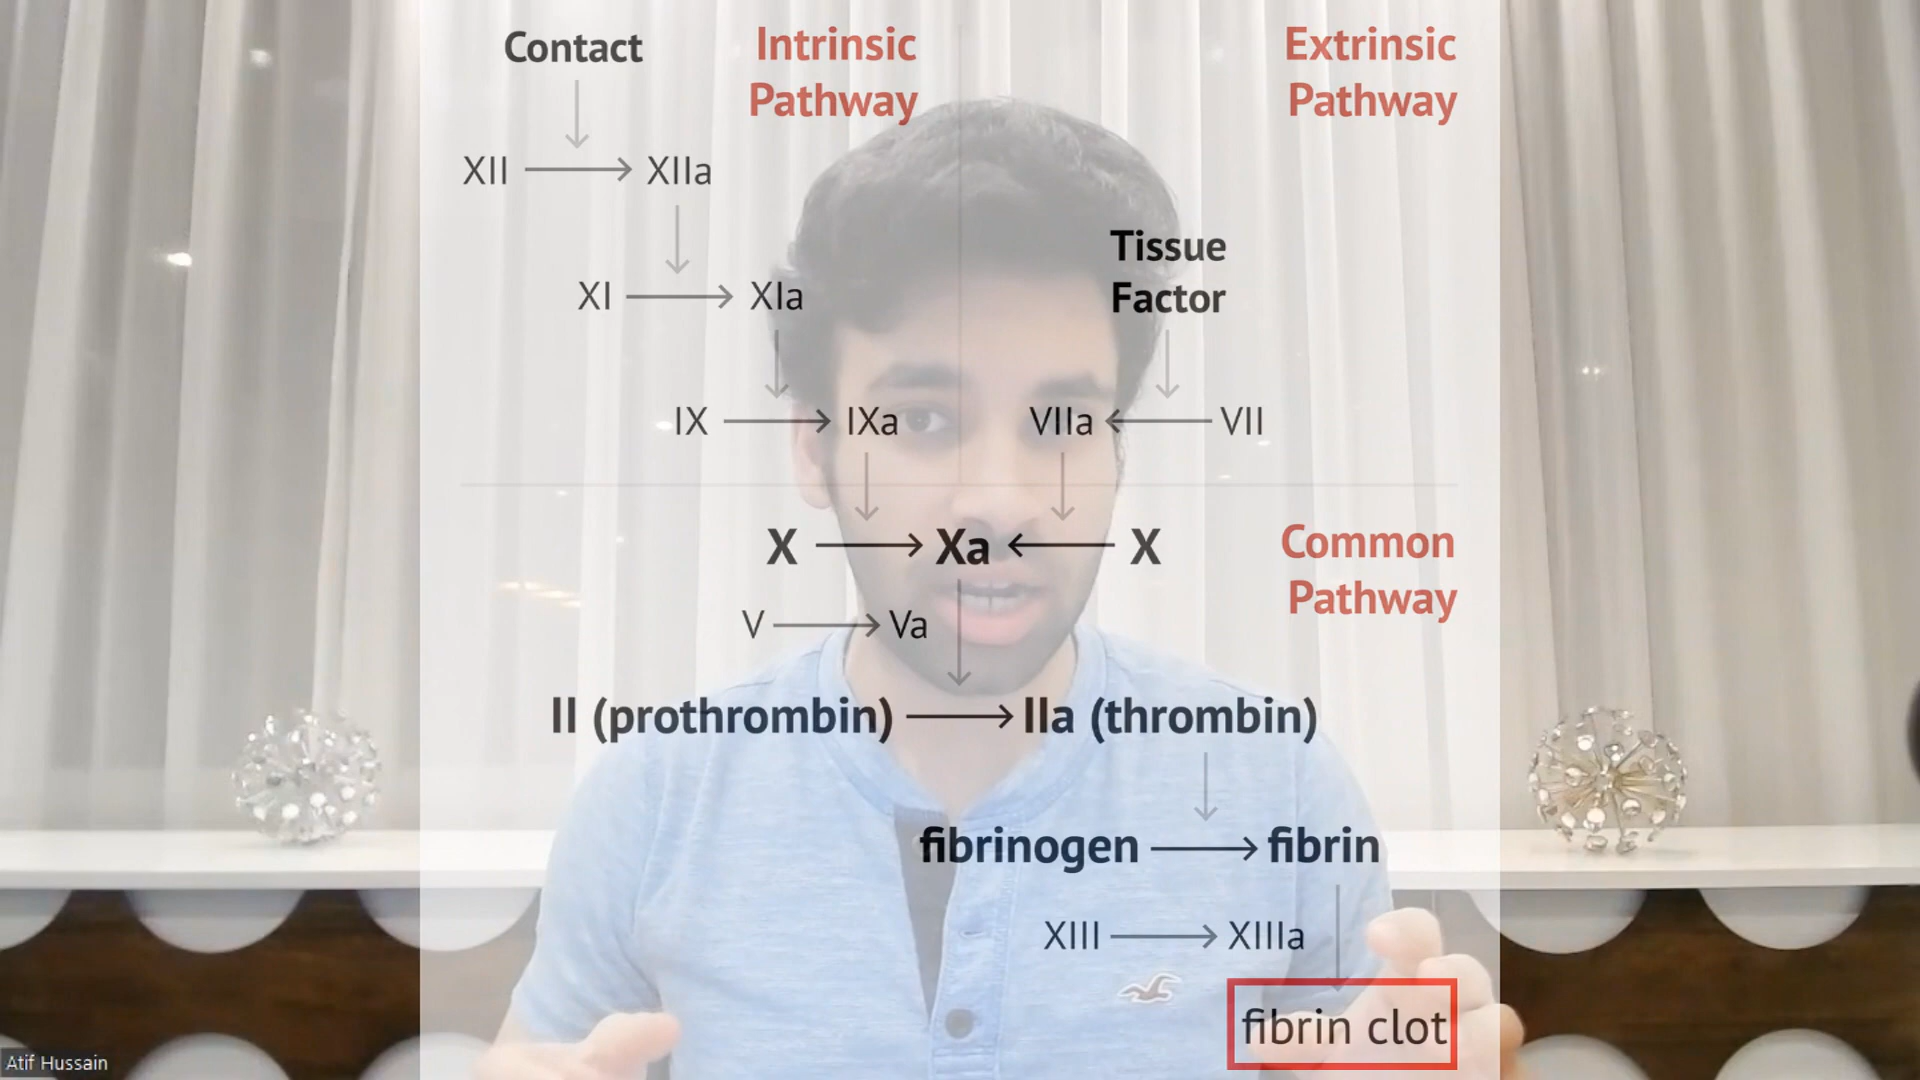 Contact
Intrinsic
Pathway
Extrinsic
Pathway
XII XIIa
Tissue
Factor
XI XIa
IX IXa VIIa VII
X Xa X
Common
Pathway
V Va
II (prothrombin) IIa (thrombin)
fibrinogen fibrin
XIII XIIIa
fibrin clot
Atif Hussain